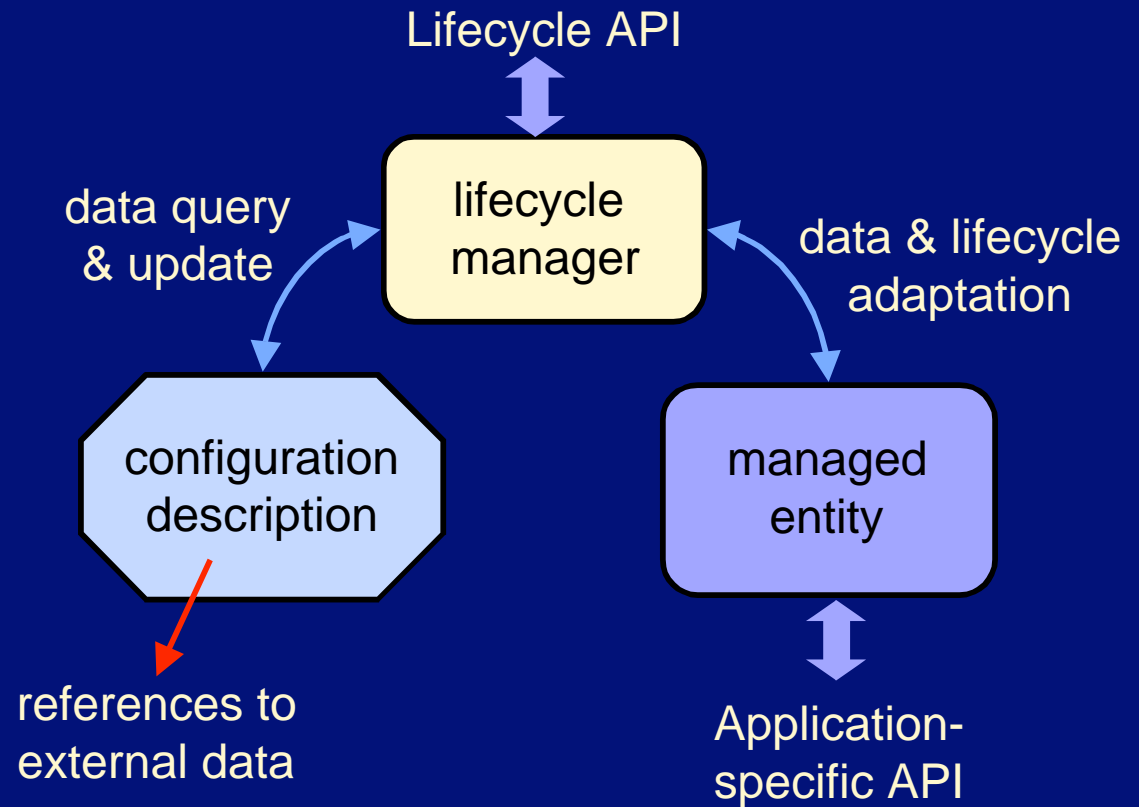 Lifecycle API
lifecycle
manager
data query
& update
data & lifecycle
adaptation
configuration
description
managed
entity
references to
external data
Application-
specific API